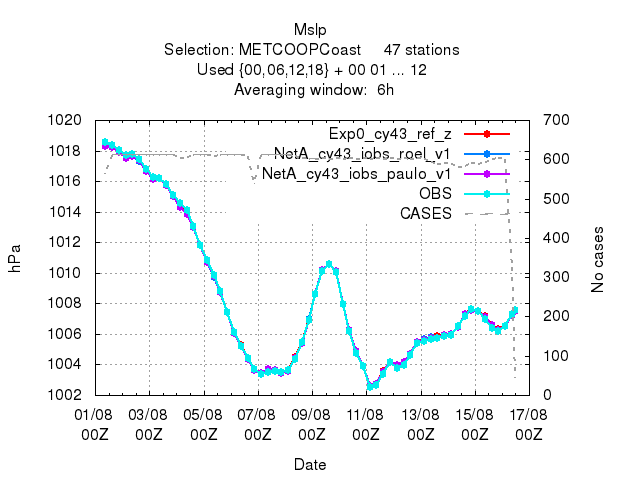 Mslp
Selection: METCOOPCoast 47 stations
Used {00,06,12,18} + 00 01 ... 12
Averaging window: 6h
1020
1018
1016
1014
1012
1010
1008
1006
1004
1002
hPa
700
600
500
400
300
200
100
0
No cases
Exp0_cy43_ref_z
NetA_cy43_iobs_roel_v1
NetA_cy43_iobs_paulo_v1
OBS
CASES
01/08 03/08 05/08 07/08 09/08 11/08 13/08 15/08 17/08
00Z 00Z 00Z 00Z 00Z 00Z 00Z 00Z 00Z
Date